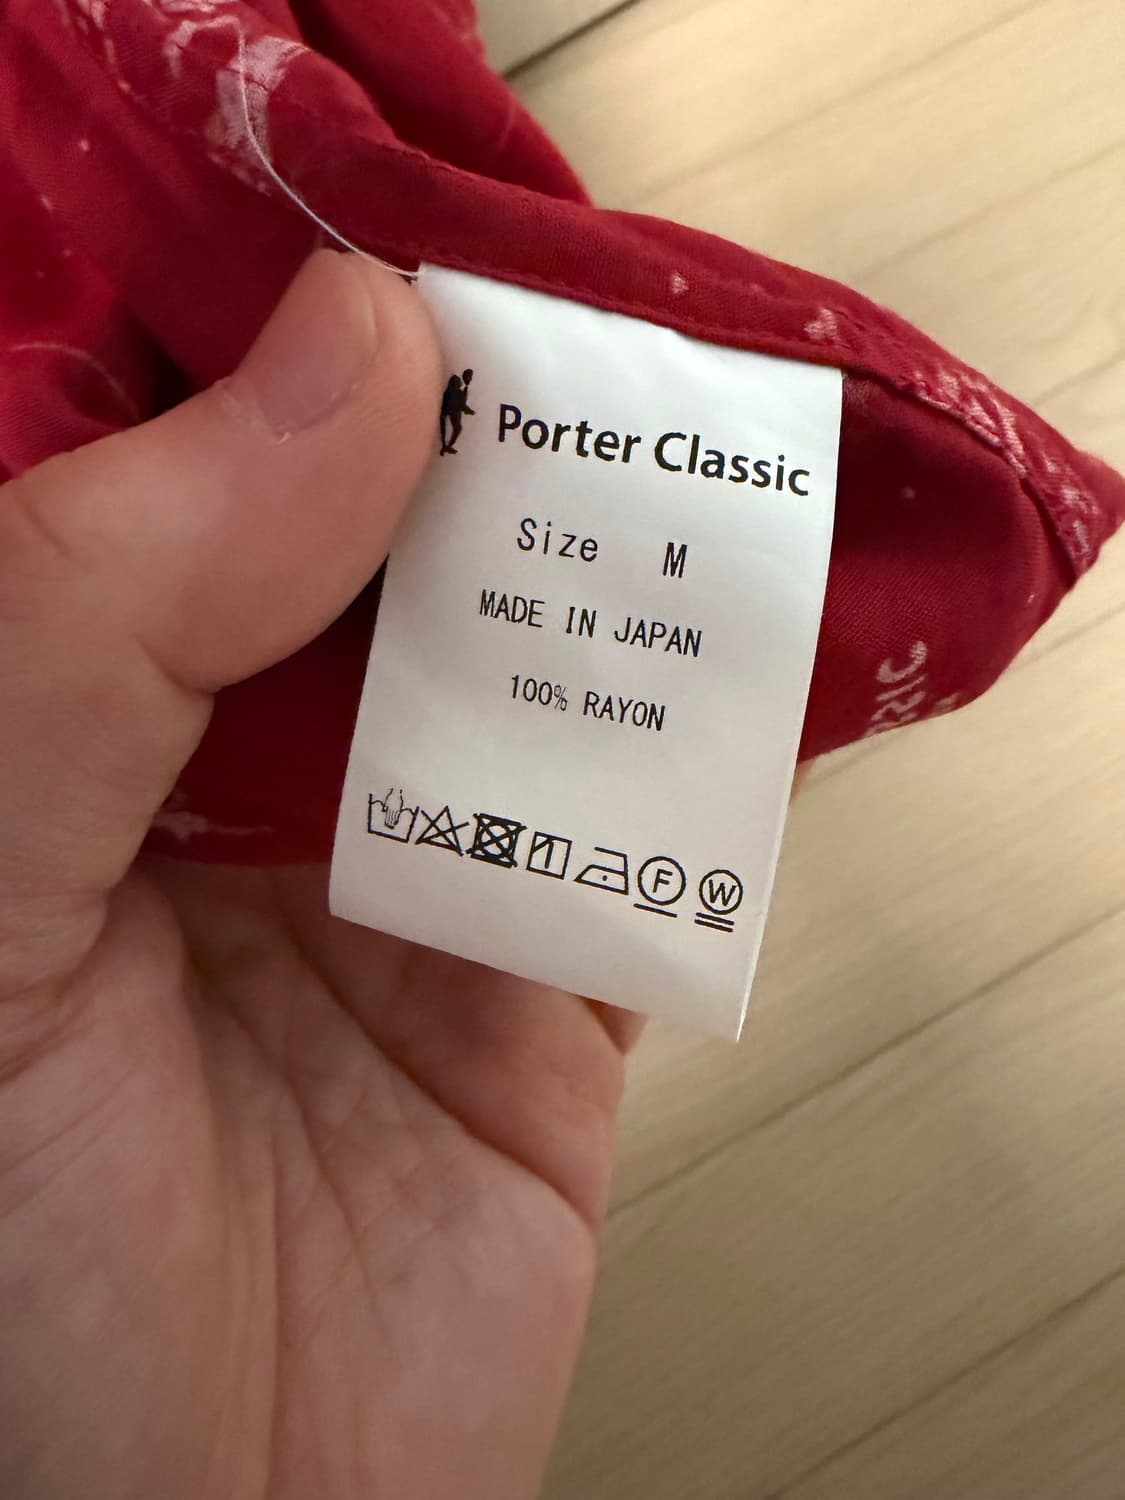 Porter Classic
Size M
MADE IN JAPAN
100% RAYON
F W